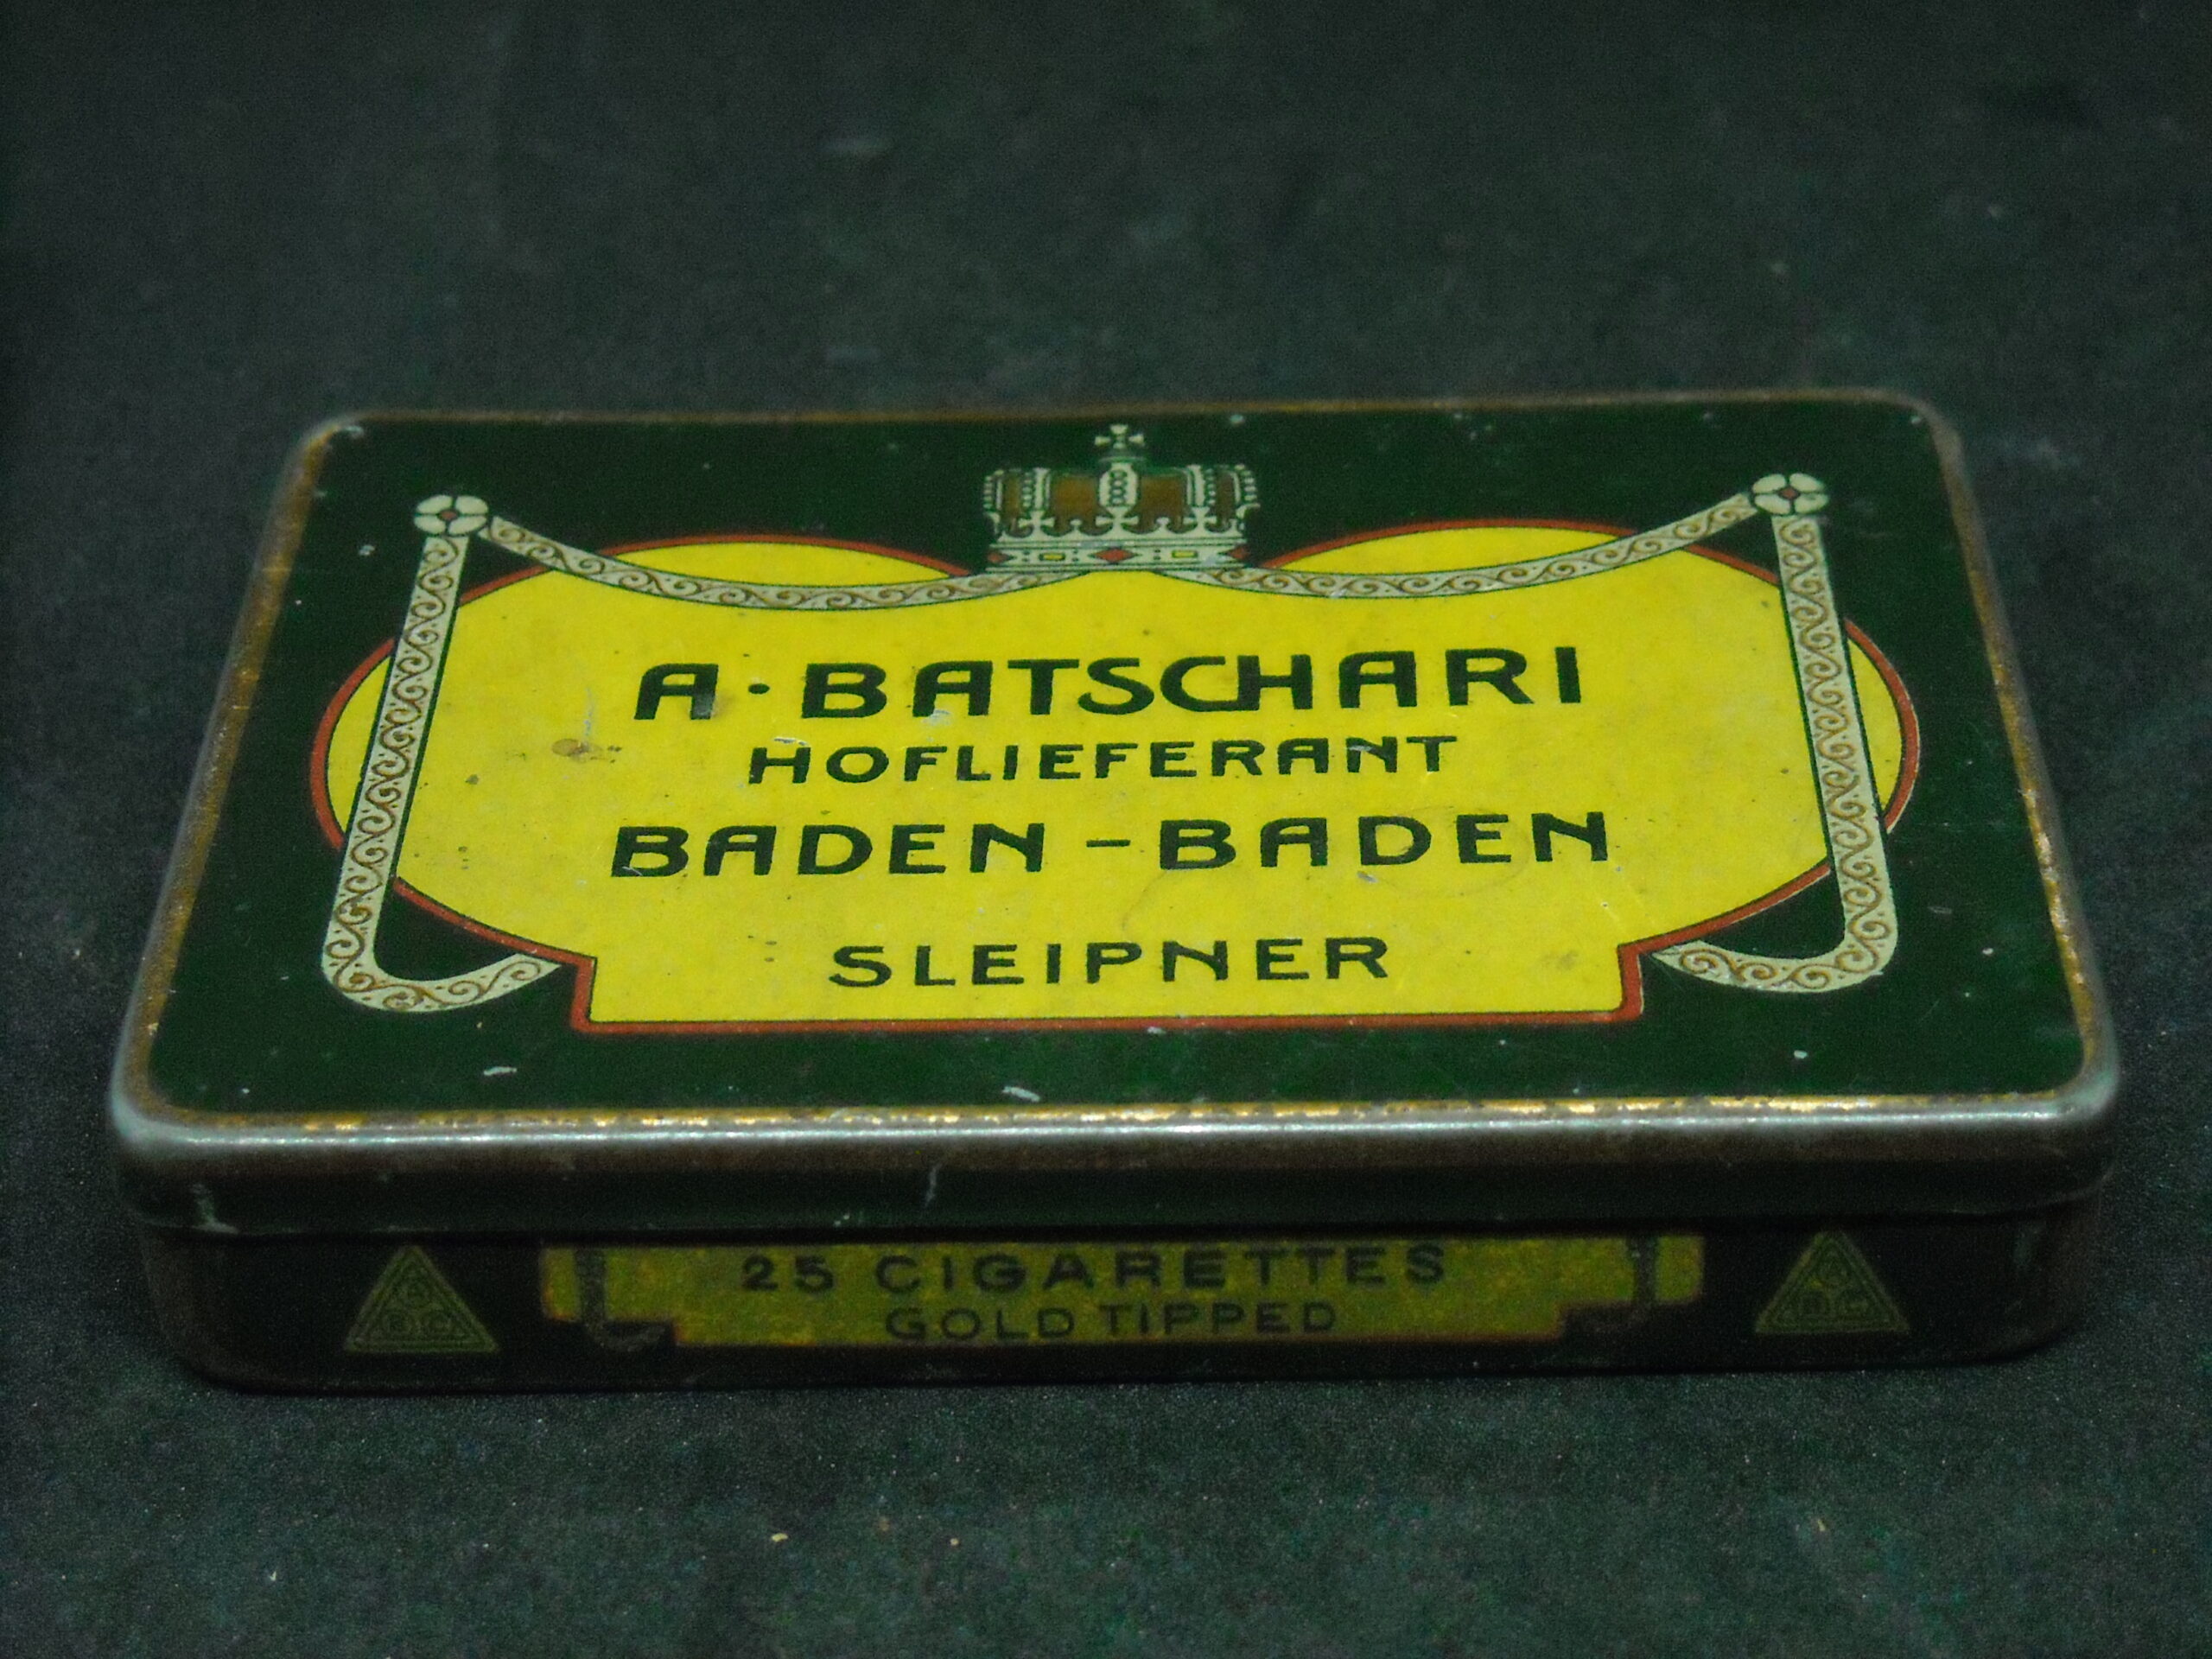 A·BATSCHARI
HOFLIEFERANT
BADEN-BADEN
SLEIPNER
25 CIGARETTES
GOLD TIPPED
A
B C
A
B C